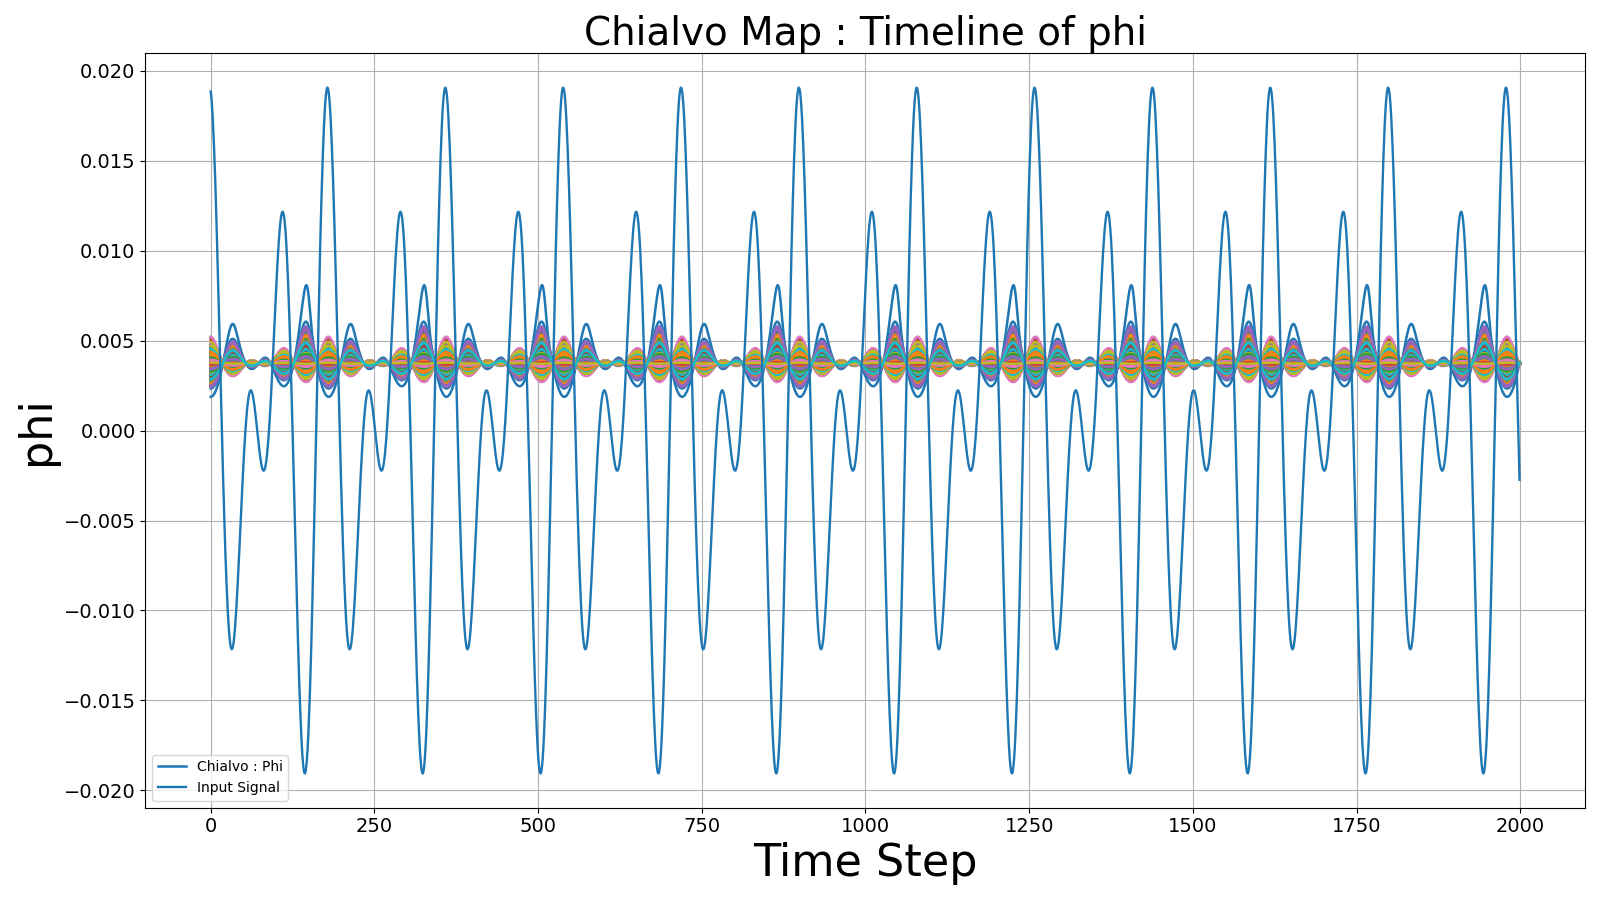 Chialvo Map : Timeline of phi
phi
0.020
0.015
0.010
0.005
0.000
−0.005
−0.010
−0.015
−0.020
Chialvo : Phi
Input Signal
0 250 500 750 1000 1250 1500 1750 2000
Time Step